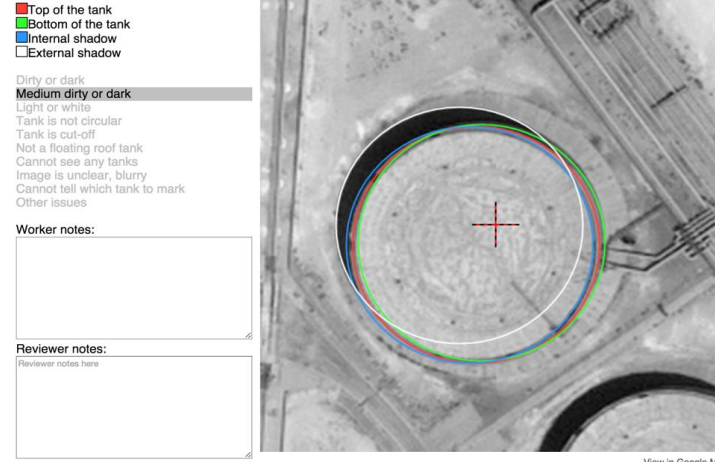 Top of the tank
Bottom of the tank
Internal shadow
External shadow
Dirty or dark
Medium dirty or dark
Light or white
Tank is not circular
Tank is cut-off
Not a floating roof tank
Cannot see any tanks
Image is unclear, blurry
Cannot tell which tank to mark
Other issues
Worker notes:
Reviewer notes:
Reviewer notes here
View in Google M